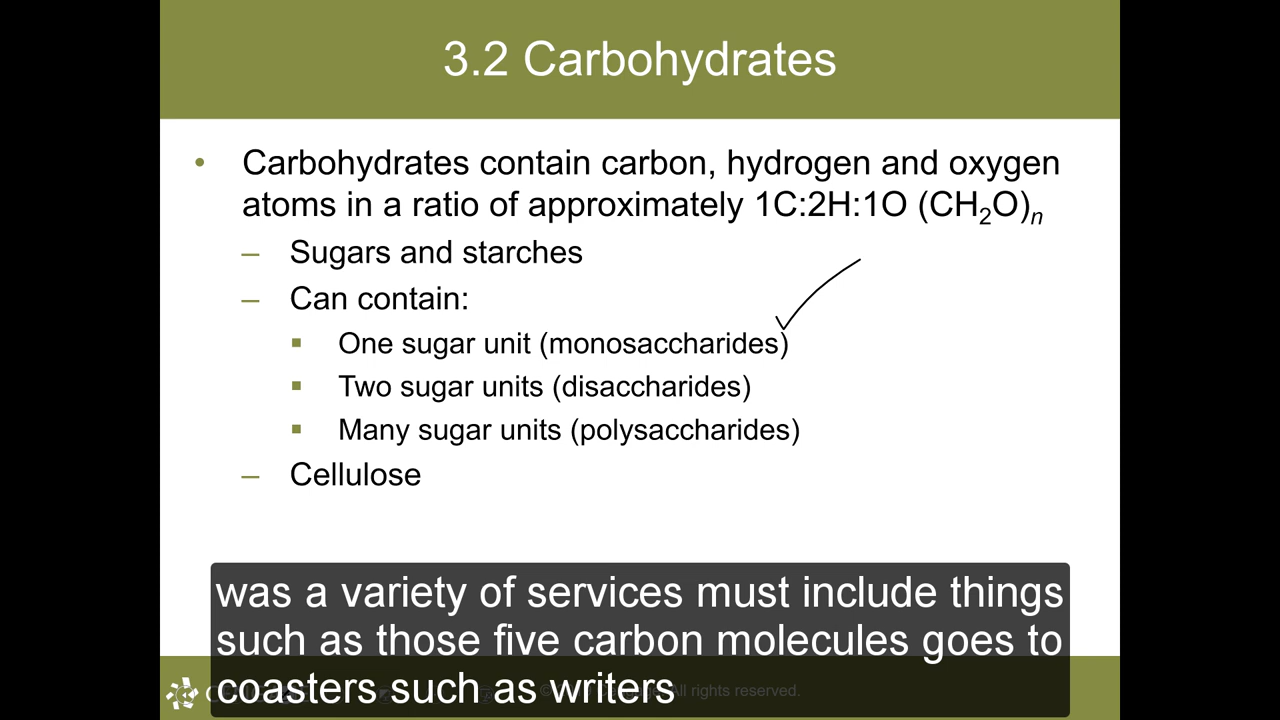 3.2 Carbohydrates
• Carbohydrates contain carbon, hydrogen and oxygen
atoms in a ratio of approximately 1C:2H:1O (CH₂O)ₙ
– Sugars and starches
– Can contain:
▪ One sugar unit (monosaccharides)
▪ Two sugar units (disaccharides)
▪ Many sugar units (polysaccharides)
– Cellulose
was a variety of services must include things
such as those five carbon molecules goes to
coasters such as writers
All rights reserved.